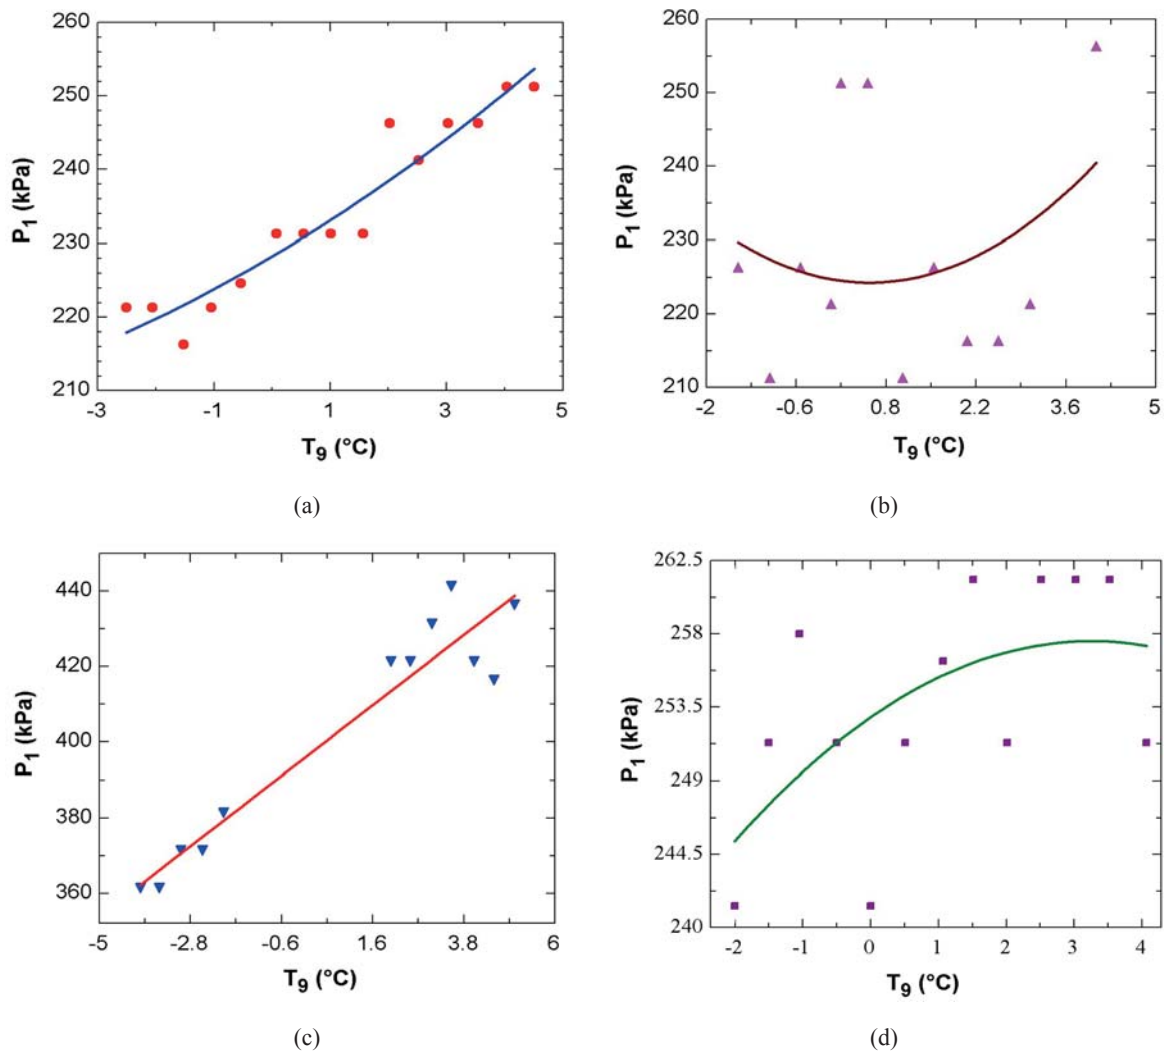 260
250
240
230
220
210
P1 (kPa)
-3 -1 1 3 5
T9 (°C)
(a)
260
250
240
230
220
210
P1 (kPa)
-2 -0.6 0.8 2.2 3.6 5
T9 (°C)
(b)
440
420
400
380
360
P1 (kPa)
-5 -2.8 -0.6 1.6 3.8 6
T9 (°C)
(c)
262.5
258
253.5
249
244.5
240
P1 (kPa)
-2 -1 0 1 2 3 4
T9 (°C)
(d)